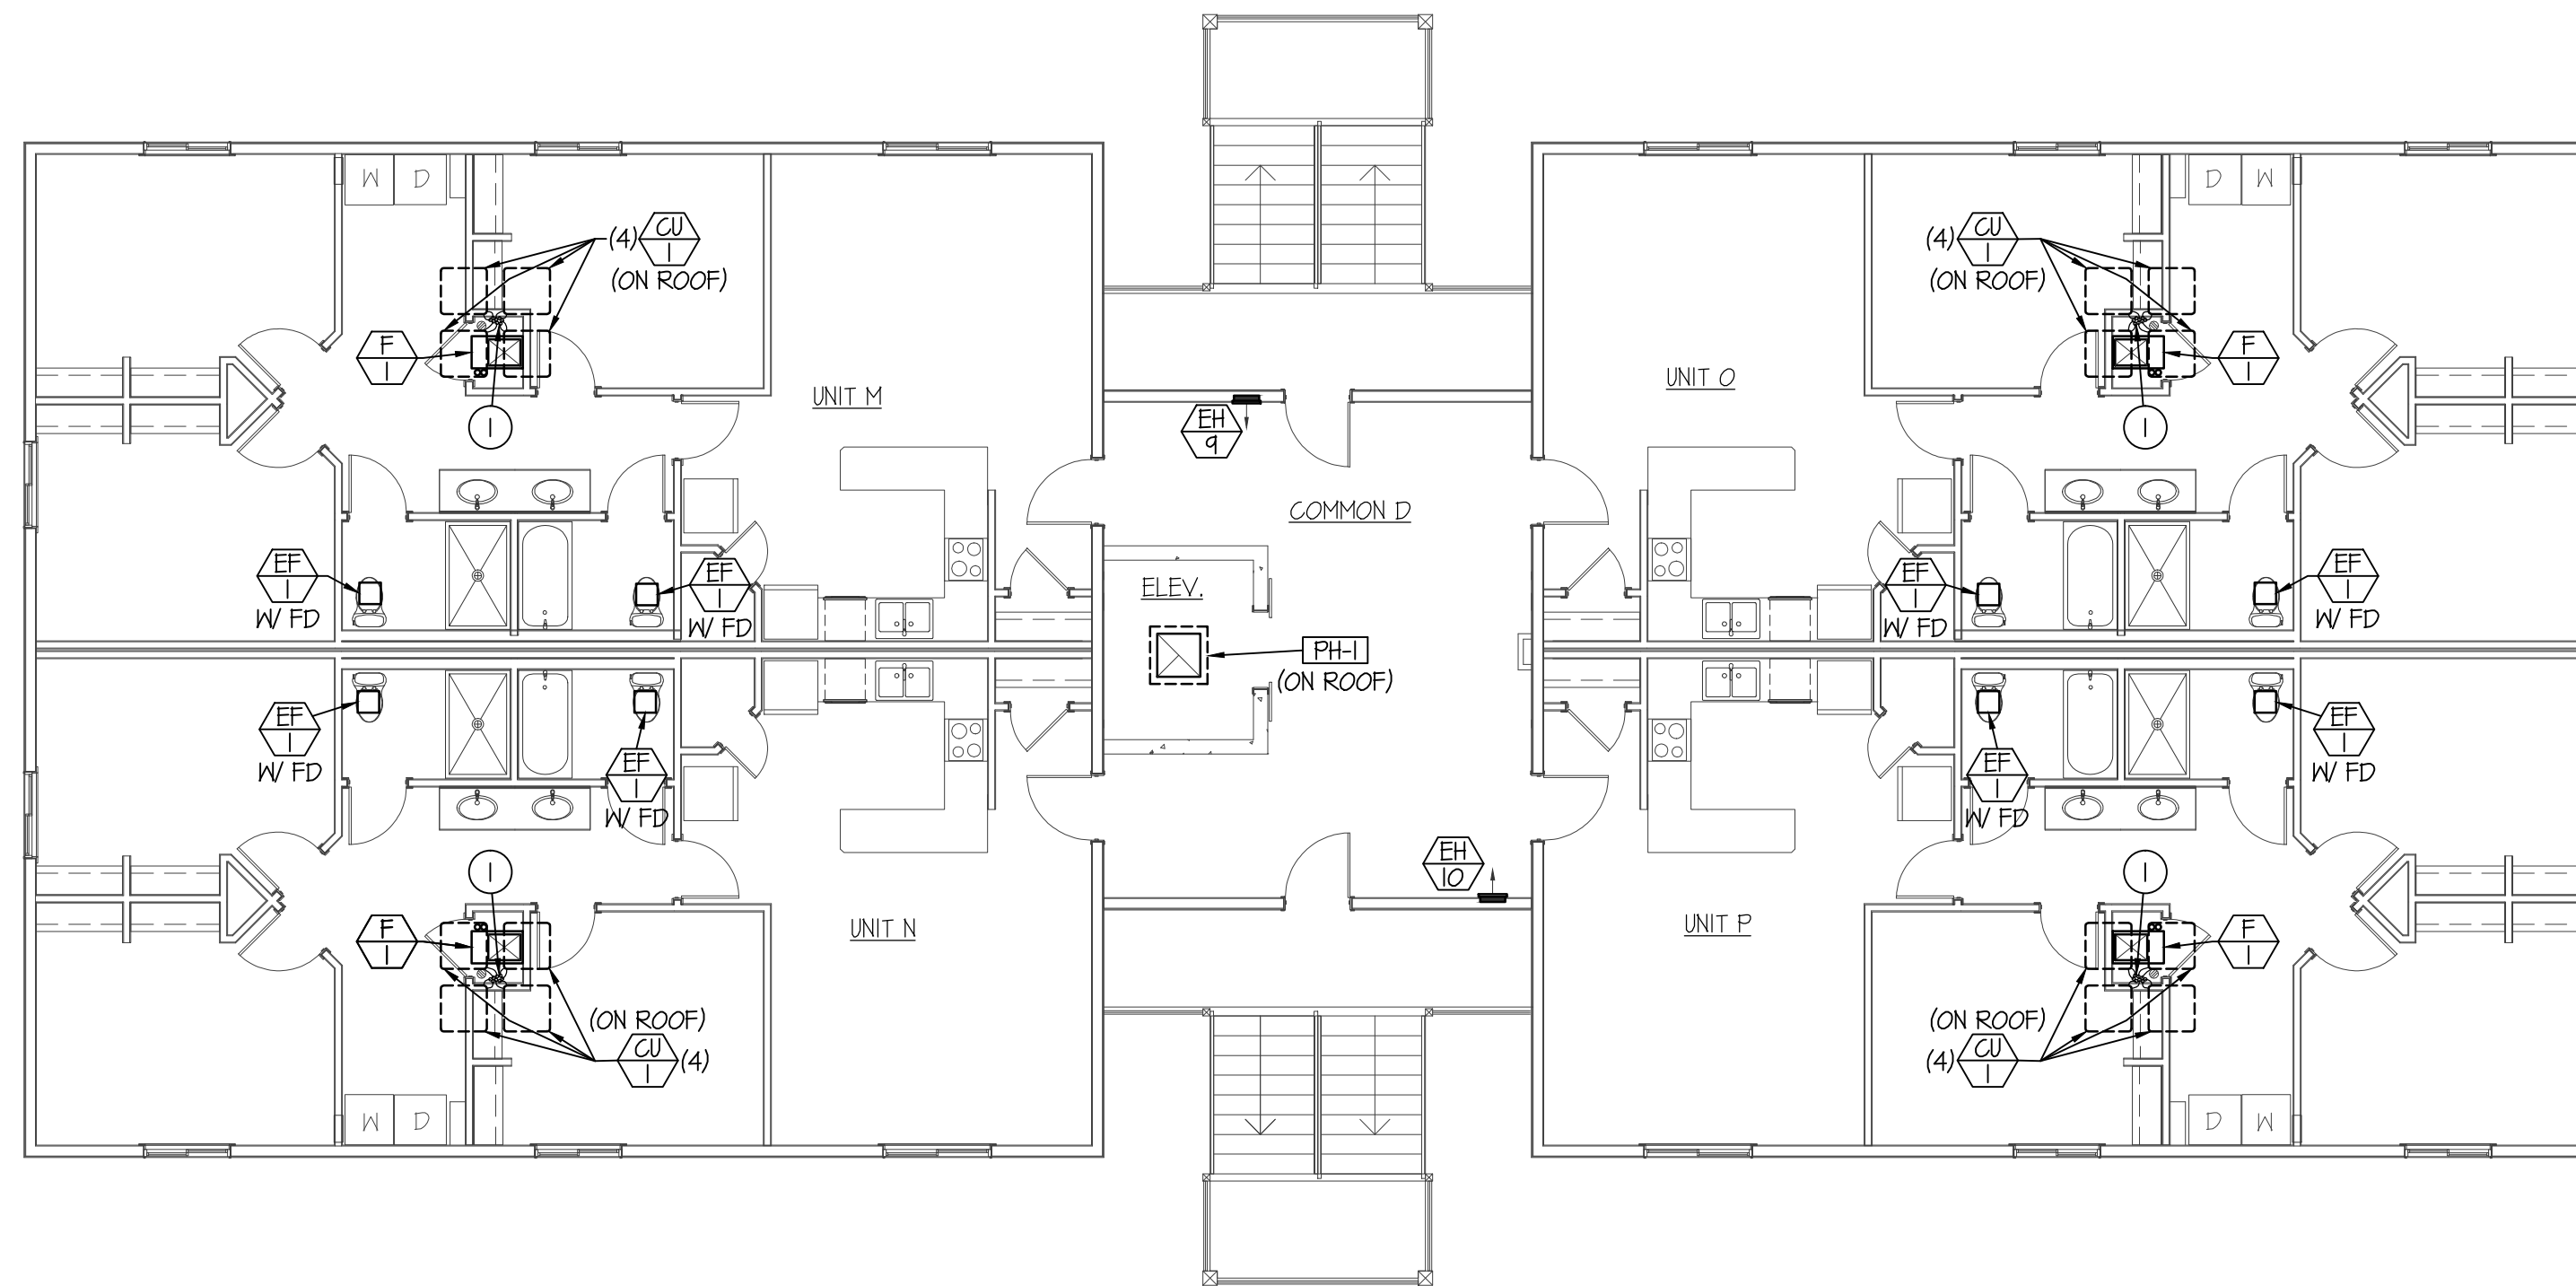 W
D
D
W
(4)
CU
1
(ON ROOF)
(4)
CU
1
(ON ROOF)
F
1
F
1
UNIT M
UNIT O
1
EH
9
1
COMMON D
EF
1
W/ FD
EF
1
W/ FD
ELEV.
EF
1
W/ FD
EF
1
W/ FD
PH-1
(ON ROOF)
EF
1
W/ FD
EF
1
W/ FD
EF
1
W/ FD
EF
1
W/ FD
1
EH
10
1
F
1
UNIT N
UNIT P
F
1
(ON ROOF)
CU
1
(4)
(ON ROOF)
(4)
CU
1
W
D
D
W